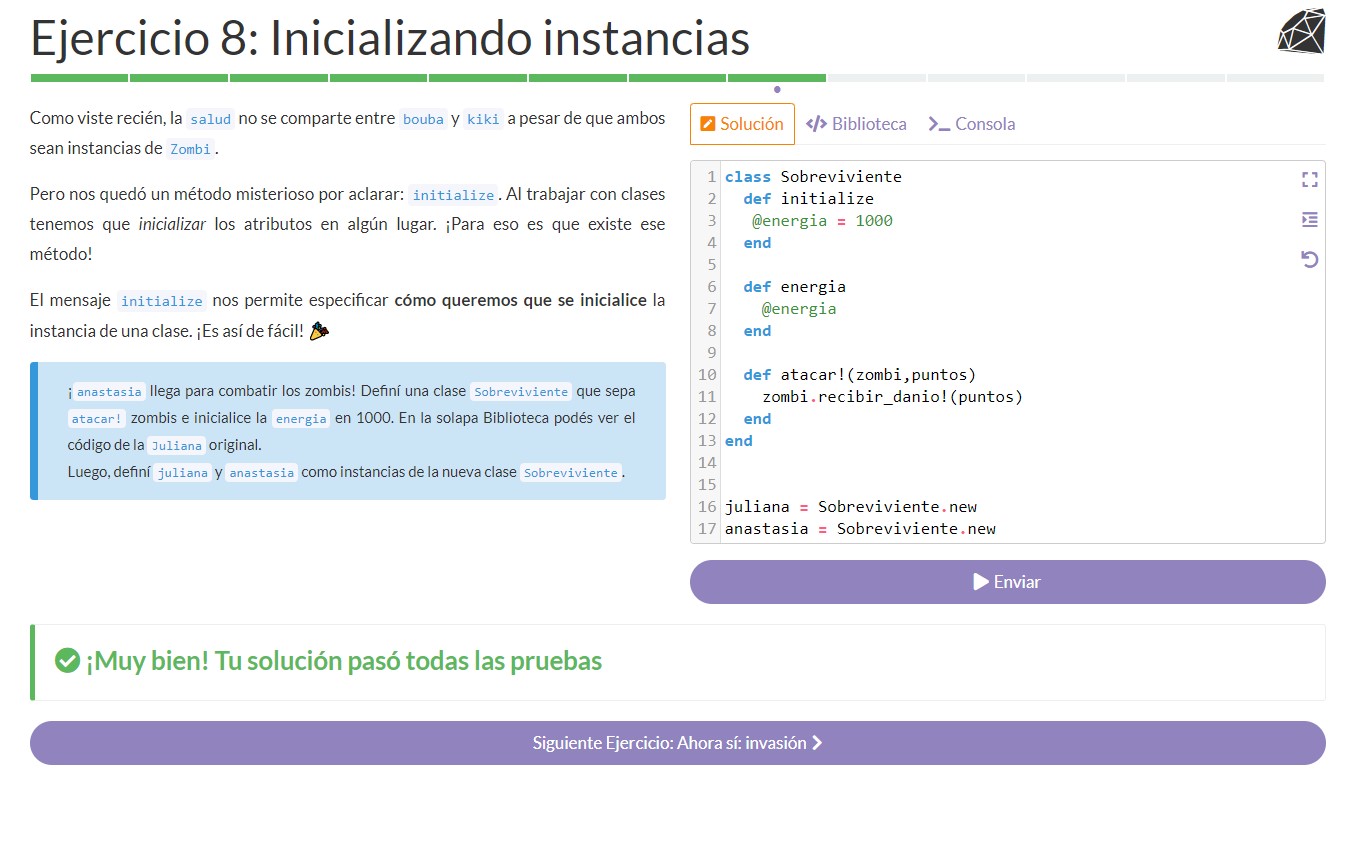 Ejercicio 8: Inicializando instancias
Como viste recién, la salud no se comparte entre bouba y kiki a pesar de que ambos
sean instancias de Zombi.
Pero nos quedó un método misterioso por aclarar: initialize. Al trabajar con clases
tenemos que inicializar los atributos en algún lugar. ¡Para eso es que existe ese
método!
El mensaje initialize nos permite especificar cómo queremos que se inicialice la
instancia de una clase. ¡Es así de fácil!
¡anastasia llega para combatir los zombis! Definí una clase Sobreviviente que sepa
atacar! zombis e inicialice la energia en 1000. En la solapa Biblioteca podés ver el
código de la Juliana original.
Luego, definí juliana y anastasia como instancias de la nueva clase Sobreviviente.
Solución </> Biblioteca >_ Consola
1 class Sobreviviente
2   def initialize
3    @energia = 1000
4   end
5
6   def energia
7     @energia
8   end
9
10   def atacar!(zombi,puntos)
11     zombi.recibir_danio!(puntos)
12   end
13 end
14
15
16 juliana = Sobreviviente.new
17 anastasia = Sobreviviente.new
Enviar
¡Muy bien! Tu solución pasó todas las pruebas
Siguiente Ejercicio: Ahora sí: invasión